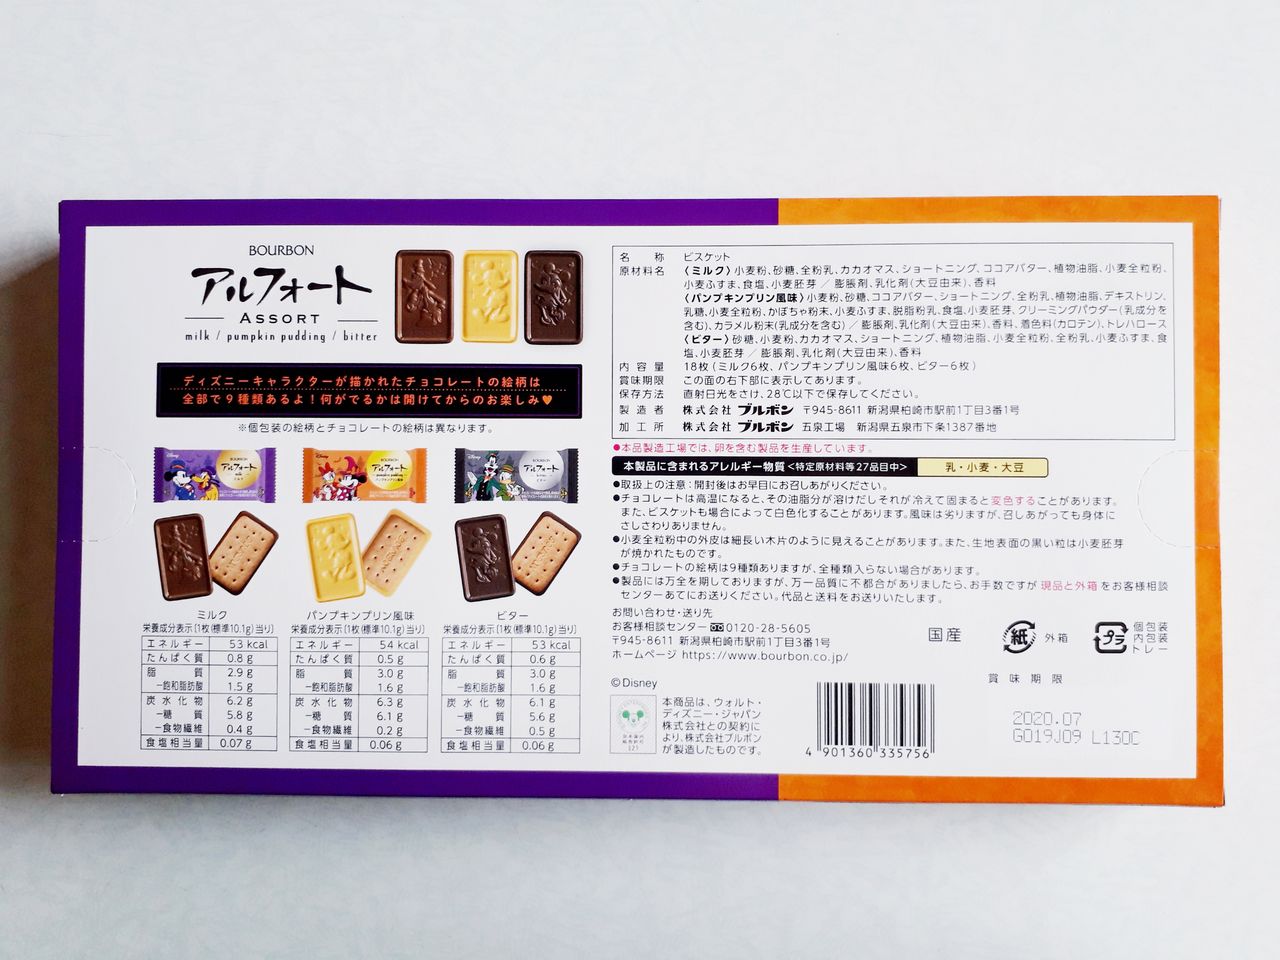 BOURBON
アルフォート
ASSORT
milk / pumpkin pudding / bitter
ディズニーキャラクターが描かれたチョコレートの絵柄は
全部で9種類あるよ!何がでるかは開けてからのお楽しみ♥
※個包装の絵柄とチョコレートの絵柄は異なります。
Disney
BOURBON
アルフォート
milk
ミルク
Disney
BOURBON
アルフォート
pumpkin pudding
パンプキンプリン風味
Disney
BOURBON
アルフォート
bitter
ビター
ミルク
栄養成分表示(1枚(標準10.1g)当り)
エネルギー 53 kcal
たんぱく質 0.8 g
脂質 2.9 g
−飽和脂肪酸 1.5 g
炭水化物 6.2 g
−糖質 5.8 g
−食物繊維 0.4 g
食塩相当量 0.07 g
パンプキンプリン風味
栄養成分表示(1枚(標準10.1g)当り)
エネルギー 54 kcal
たんぱく質 0.5 g
脂質 3.0 g
−飽和脂肪酸 1.6 g
炭水化物 6.3 g
−糖質 6.1 g
−食物繊維 0.2 g
食塩相当量 0.06 g
ビター
栄養成分表示(1枚(標準10.1g)当り)
エネルギー 53 kcal
たんぱく質 0.6 g
脂質 3.0 g
−飽和脂肪酸 1.6 g
炭水化物 6.1 g
−糖質 5.6 g
−食物繊維 0.5 g
食塩相当量 0.06 g
名称 ビスケット
原材料名 〈ミルク〉小麦粉、砂糖、全粉乳、カカオマス、ショートニング、ココアバター、植物油脂、小麦全粒粉、
小麦ふすま、食塩、小麦胚芽 / 膨脹剤、乳化剤(大豆由来)、香料
〈パンプキンプリン風味〉小麦粉、砂糖、ココアバター、ショートニング、全粉乳、植物油脂、デキストリン、
乳糖、小麦全粒粉、かぼちゃ粉末、小麦ふすま、脱脂粉乳、食塩、小麦胚芽、クリーミングパウダー(乳成分を
含む)、カラメル粉末(乳成分を含む) / 膨脹剤、乳化剤(大豆由来)、香料、着色料(カロテン)、トレハロース
〈ビター〉砂糖、小麦粉、カカオマス、ショートニング、植物油脂、小麦全粒粉、全粉乳、小麦ふすま、食
塩、小麦胚芽 / 膨脹剤、乳化剤(大豆由来)、香料
内容量 18枚(ミルク6枚、パンプキンプリン風味6枚、ビター6枚)
賞味期限 この面の右下部に表示してあります。
保存方法 直射日光をさけ、28℃以下で保存してください。
製造者 株式会社 ブルボン 〒945-8611 新潟県柏崎市駅前1丁目3番1号
加工所 株式会社 ブルボン 五泉工場 新潟県五泉市下条1387番地
●本品製造工場では、卵を含む製品を生産しています。
本製品に含まれるアレルギー物質<特定原材料等27品目中> 乳・小麦・大豆
●取扱上の注意:開封後はお早目にお召しあがりください。
●チョコレートは高温になると、その油脂分が溶けだしそれが冷えて固まると変色することがあります。
また、ビスケットも場合によって白色化することがあります。風味は劣りますが、召しあがっても身体に
さしさわりありません。
●小麦全粒粉中の外皮は細長い木片のように見えることがあります。また、生地表面の黒い粒は小麦胚芽
が焼かれたものです。
●チョコレートの絵柄は9種類ありますが、全種類入らない場合があります。
●製品には万全を期しておりますが、万一品質に不都合がありましたら、お手数ですが 現品と外箱 をお客様相談
センターあてにお送りください。代品と送料をお送りいたします。
お問い合わせ・送り先
お客様相談センター 0120-28-5605
〒945-8611 新潟県柏崎市駅前1丁目3番1号
ホームページ https://www.bourbon.co.jp/
国産
紙 外箱
プラ 個包装
内包装
トレー
©Disney
本商品は、ウォルト・
ディズニー・ジャパン
株式会社との契約に
より、株式会社ブルボン
が製造したものです。
4 901360 335756
賞味期限
2020.07
G019J09 L130C